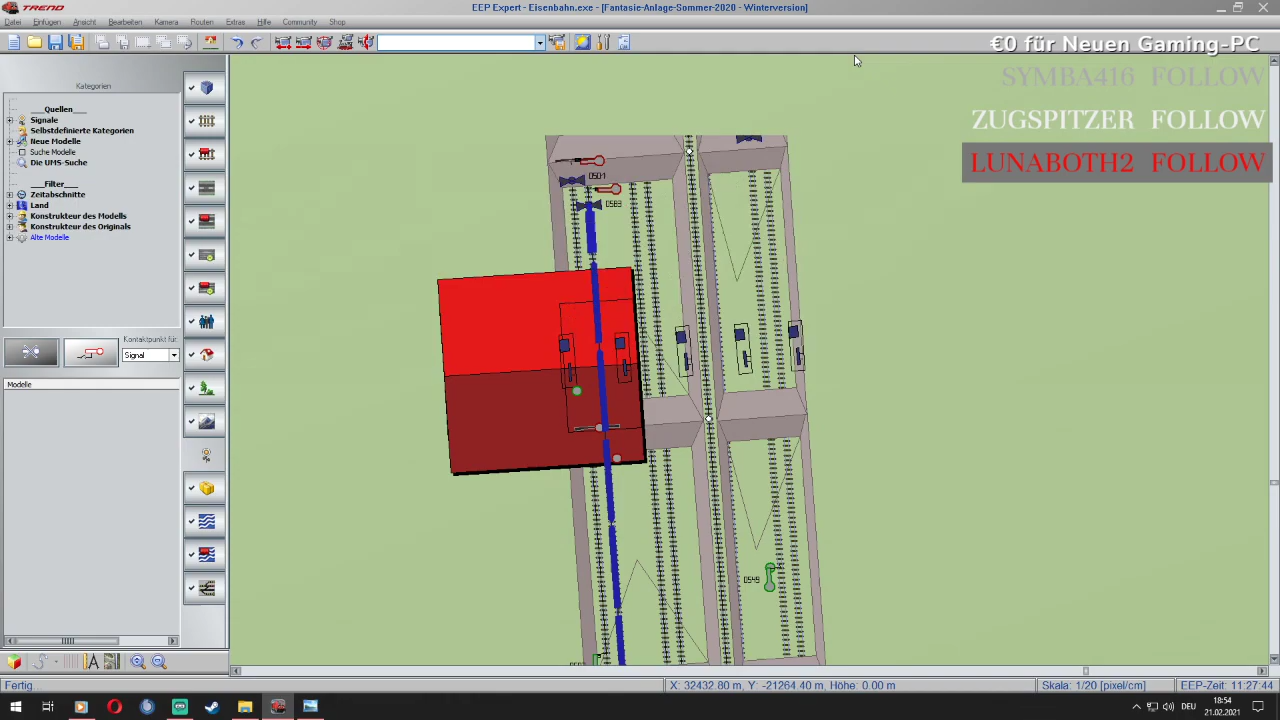 TREND
EEP Expert - Eisenbahn.exe - [Fantasie-Anlage-Sommer-2020 - Winterversion]
Datei Einfügen Ansicht Bearbeiten Kamera Routen Extras Hilfe Community Shop
€0 für Neuen Gaming-PC
SYMBA416 FOLLOW
ZUGSPITZER FOLLOW
LUNABOTH2 FOLLOW
Kategorien
___Quellen___
Signale
Selbstdefinierte Kategorien
Neue Modelle
Suche Modelle
Die UMS-Suche
___Filter___
Zeitabschnitte
Land
Konstrukteur des Modells
Konstrukteur des Originals
Alte Modelle
Kontaktpunkt für:
Signal
Modelle
0501
0583
0549
Fertig...
X: 32432.80 m, Y: -21264.40 m, Höhe: 0.00 m
Skala: 1/20 [pixel/cm]
EEP-Zeit: 11:27:44
DEU
18:54
21.02.2021